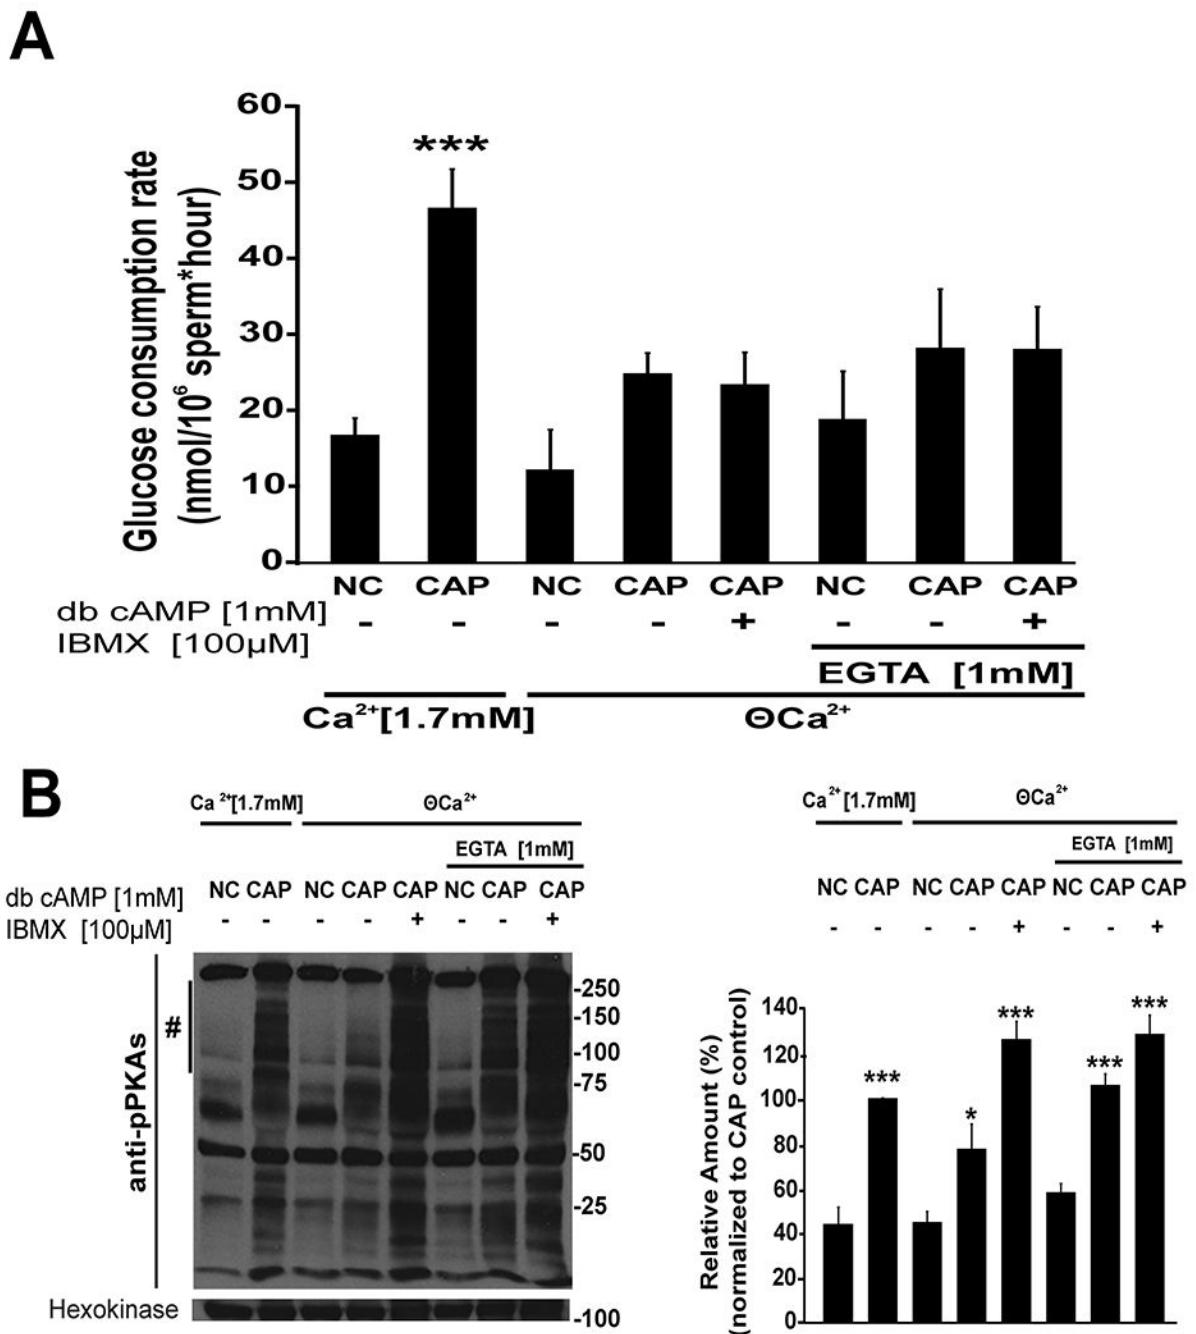 A
Glucose consumption rate
(nmol/10⁶ sperm*hour)
60
50
40
30
20
10
0
***
NC CAP NC CAP CAP NC CAP CAP
db cAMP [1mM]
IBMX [100µM]
- - - - + - - +
EGTA [1mM]
Ca²⁺[1.7mM] ΘCa²⁺
B
Ca ²⁺[1.7mM] ΘCa²⁺
EGTA [1mM]
NC CAP NC CAP CAP NC CAP CAP
db cAMP [1mM]
IBMX [100µM]
- - - - + - - +
anti-pPKAs
#
-250
-150
-100
-75
-50
-25
Hexokinase
-100
Ca ²⁺[1.7mM] ΘCa²⁺
EGTA [1mM]
NC CAP NC CAP CAP NC CAP CAP
- - - - + - - +
Relative Amount (%)
(normalized to CAP control)
140
120
100
80
60
40
20
0
*** * *** *** ***